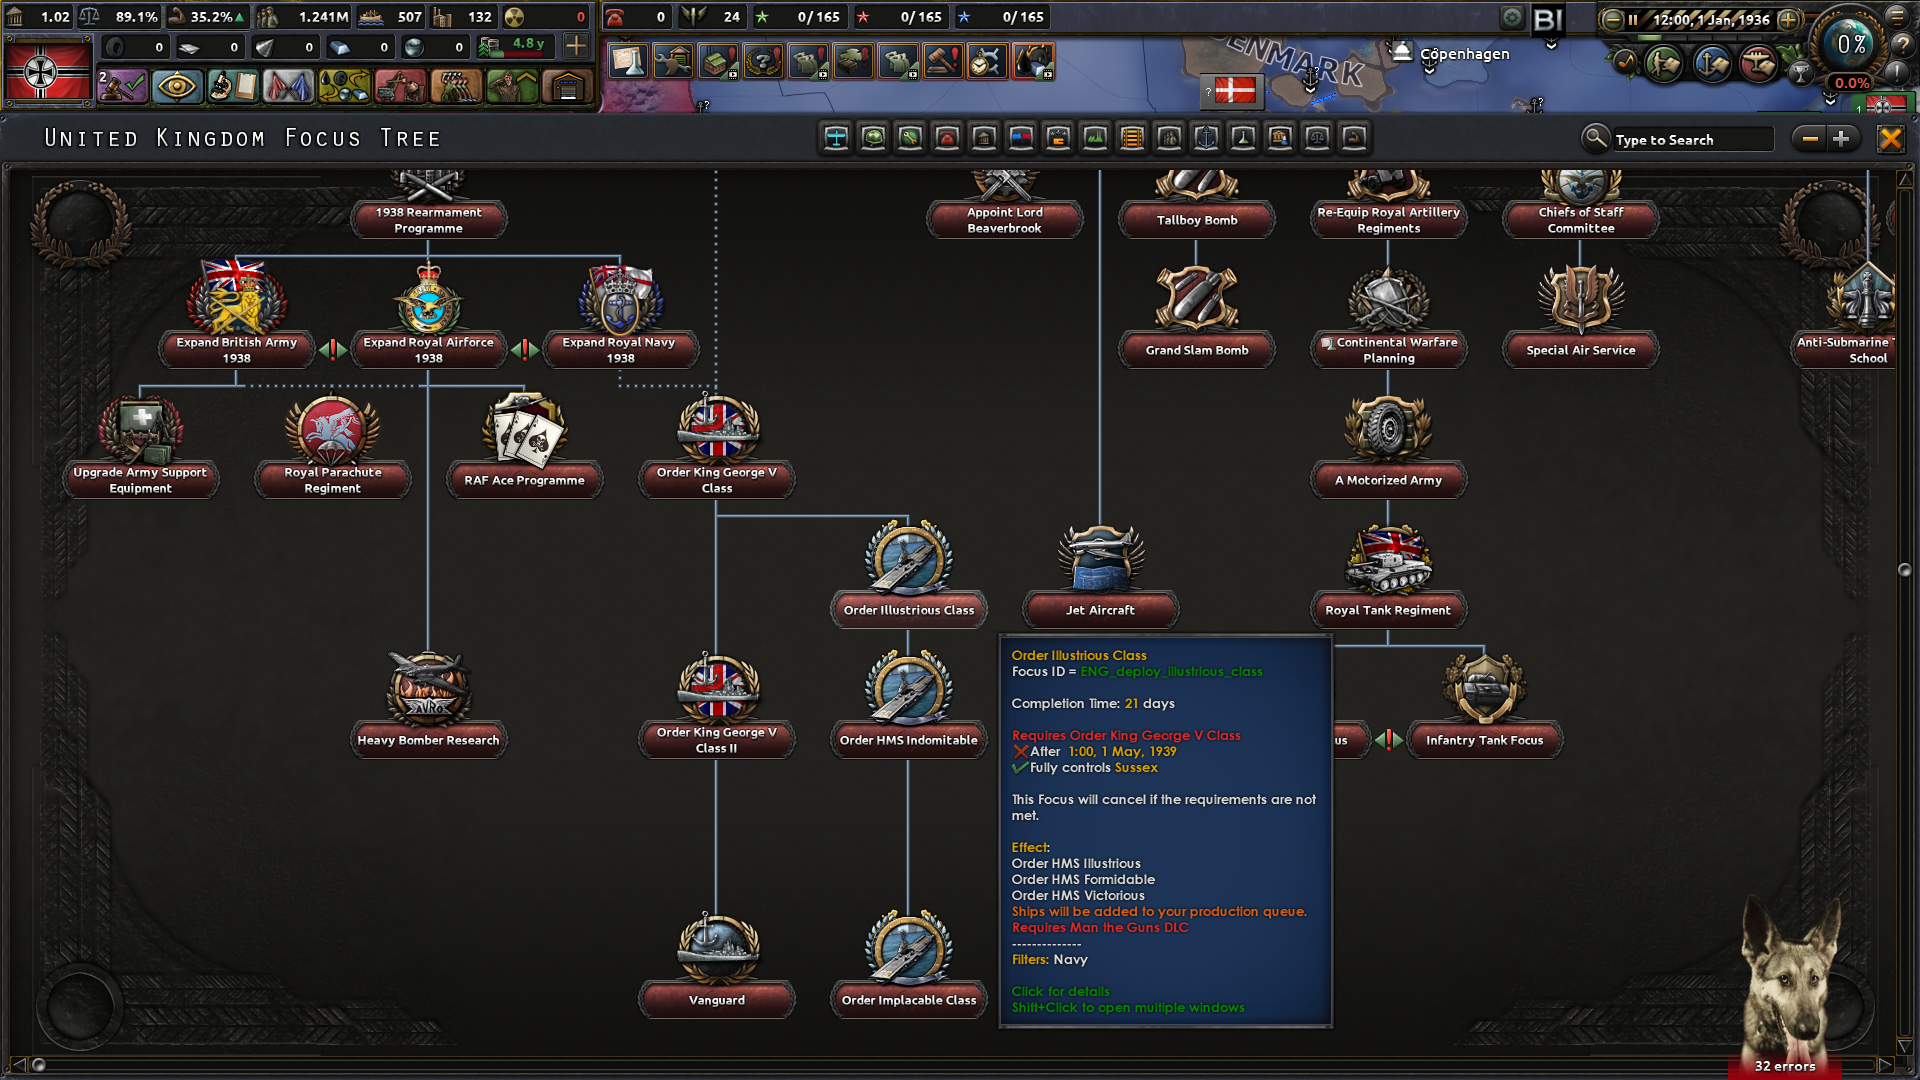 1.02
89.1%
35.2%
1.241M
507
132
0
0
24
0/165
0/165
0/165
BI
12:00, 1 Jan, 1936
0%
0.0%
0
0
0
0
0
4.8 y
2
DENMARK
Copenhagen
?
?
?
1
United Kingdom Focus Tree
Type to Search
1938 Rearmament
Programme
Appoint Lord
Beaverbrook
Tallboy Bomb
Re-Equip Royal Artillery
Regiments
Chiefs of Staff
Committee
Expand British Army
1938
Expand Royal Airforce
1938
Expand Royal Navy
1938
Grand Slam Bomb
Continental Warfare
Planning
Special Air Service
Anti-Submarine
School
Upgrade Army Support
Equipment
Royal Parachute
Regiment
RAF Ace Programme
Order King George V
Class
A Motorized Army
Order Illustrious Class
Jet Aircraft
Royal Tank Regiment
AVRO
Heavy Bomber Research
Order King George V
Class II
Order HMS Indomitable
us
Infantry Tank Focus
Vanguard
Order Implacable Class
Order Illustrious Class
Focus ID = ENG_deploy_illustrious_class
Completion Time: 21 days
Requires Order King George V Class
After 1:00, 1 May, 1939
Fully controls Sussex
This Focus will cancel if the requirements are not
met.
Effect:
Order HMS Illustrious
Order HMS Formidable
Order HMS Victorious
Ships will be added to your production queue.
Requires Man the Guns DLC
--------------
Filters: Navy
Click for details
Shift+Click to open multiple windows
32 errors